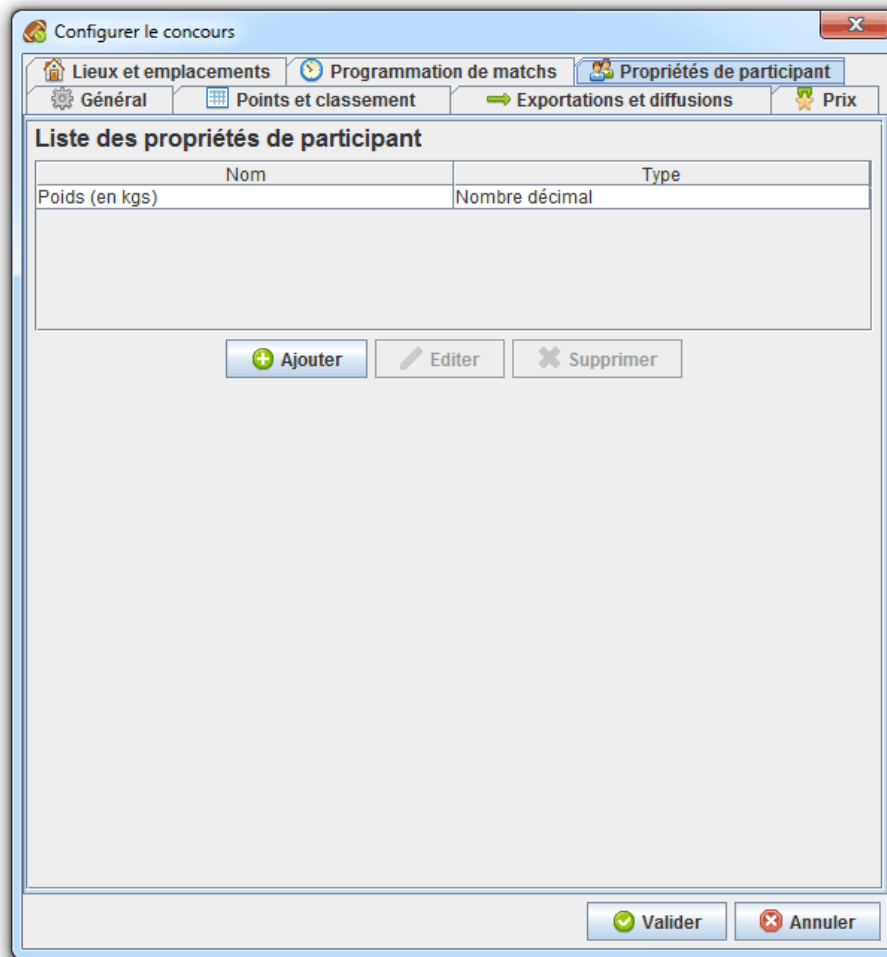 Configurer le concours
Lieux et emplacements Programmation de matchs Propriétés de participant
Général Points et classement Exportations et diffusions Prix
Liste des propriétés de participant
Nom Type
Poids (en kgs) Nombre décimal
Ajouter Editer Supprimer
Valider Annuler